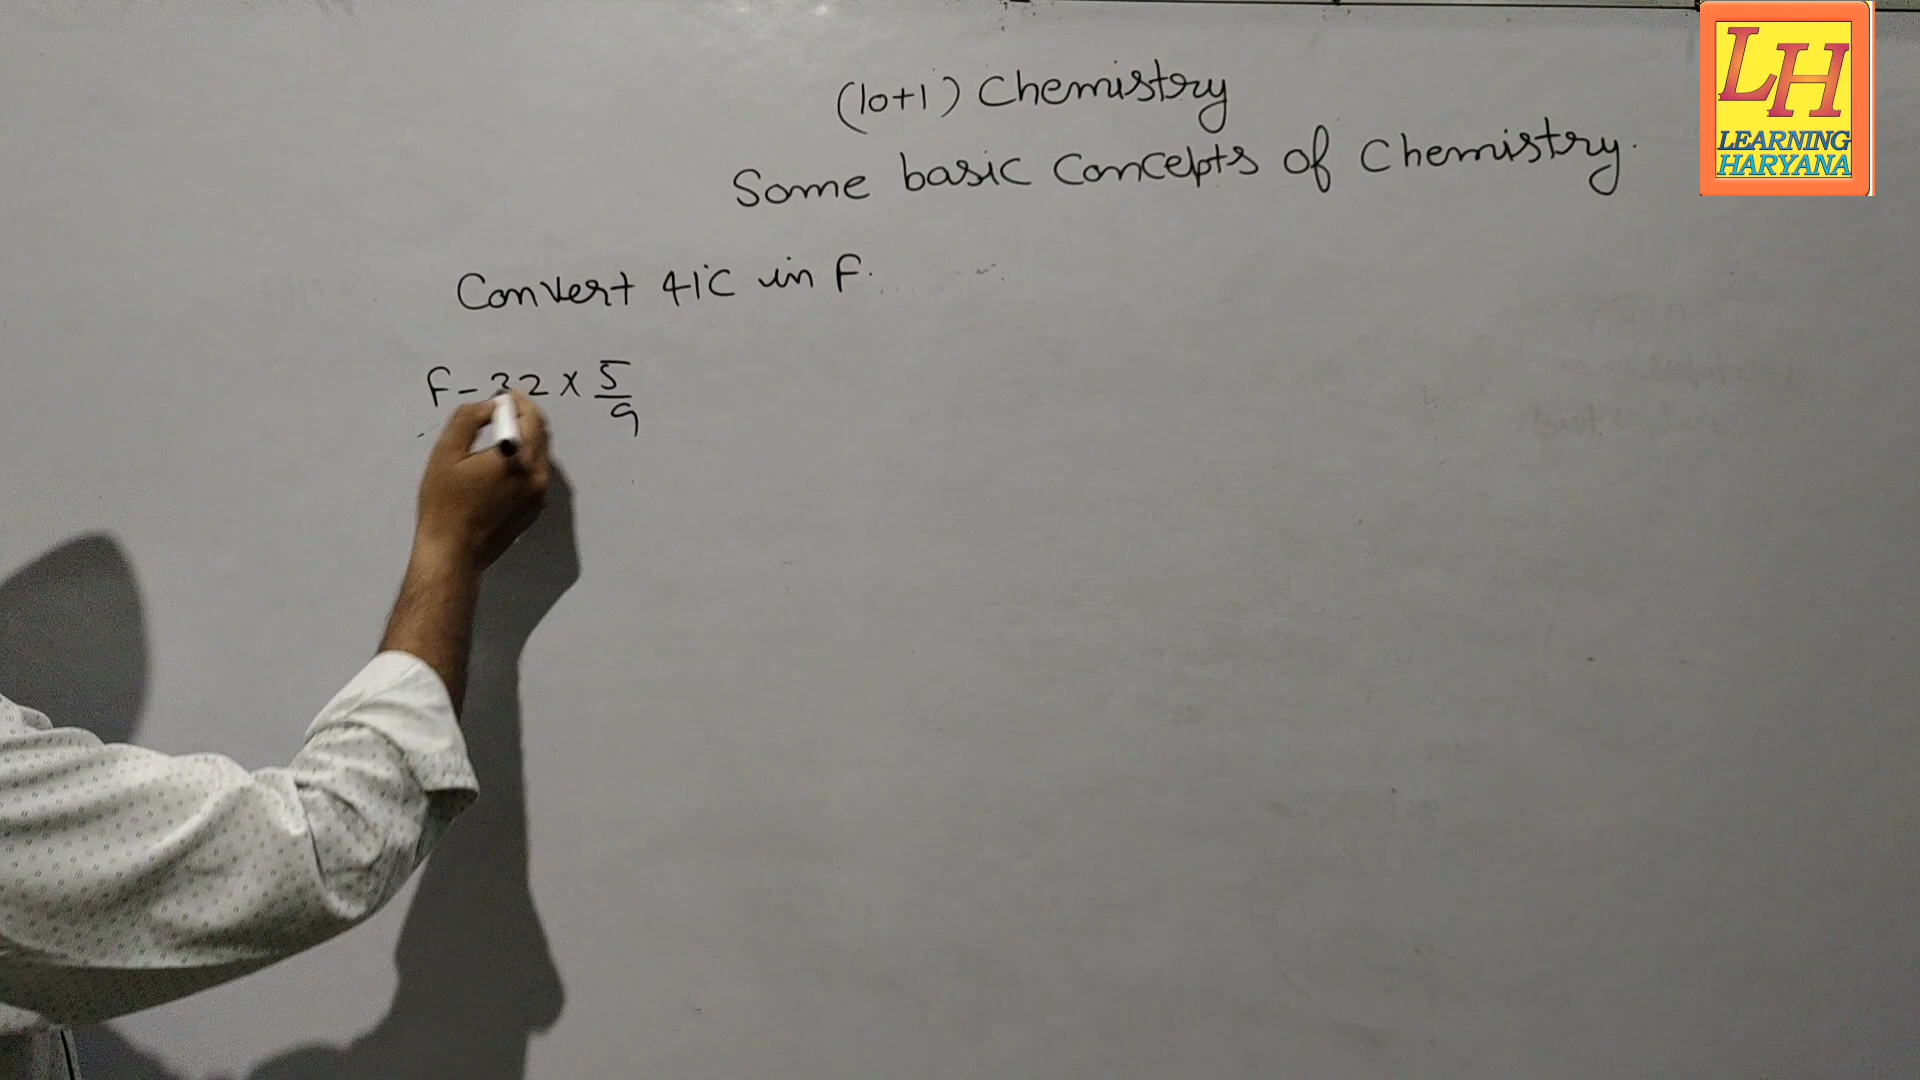 (10+1) Chemistry
Some basic Concepts of Chemistry.
Convert 41°C in F.
F - 32 × 5/9
LH
LEARNING
HARYANA